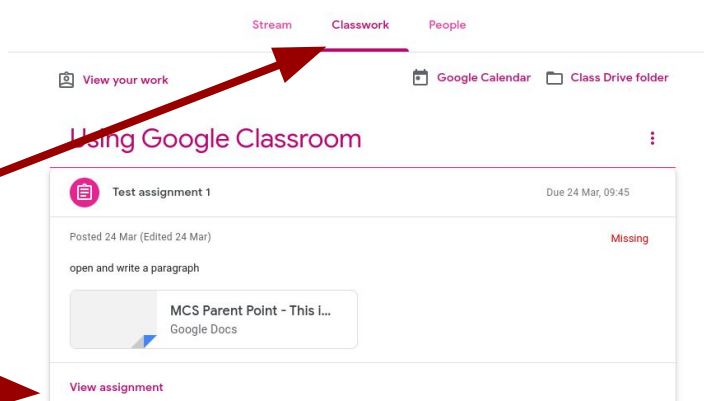 Stream Classwork People
View your work Google Calendar Class Drive folder
Using Google Classroom
Test assignment 1 Due 24 Mar, 09:45
Posted 24 Mar (Edited 24 Mar) Missing
open and write a paragraph
MCS Parent Point - This i...
Google Docs
View assignment